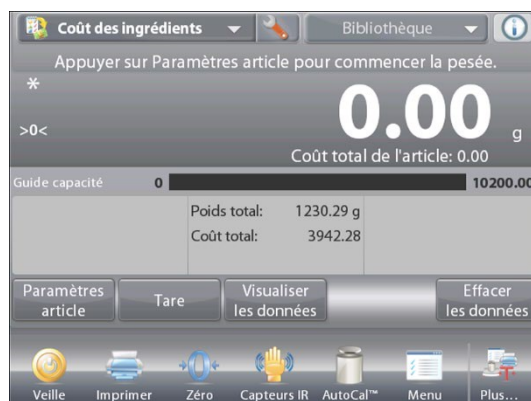 Coût des ingrédients
Bibliothèque
Appuyer sur Paramètres article pour commencer la pesée.
*
>0<
0.00 g
Coût total de l'article: 0.00
Guide capacité 0 10200.00
Poids total: 1230.29 g
Coût total: 3942.28
Paramètres article
Tare
Visualiser les données
Effacer les données
Veille
Imprimer
Zéro
Capteurs IR
AutoCal™
Menu
Plus...